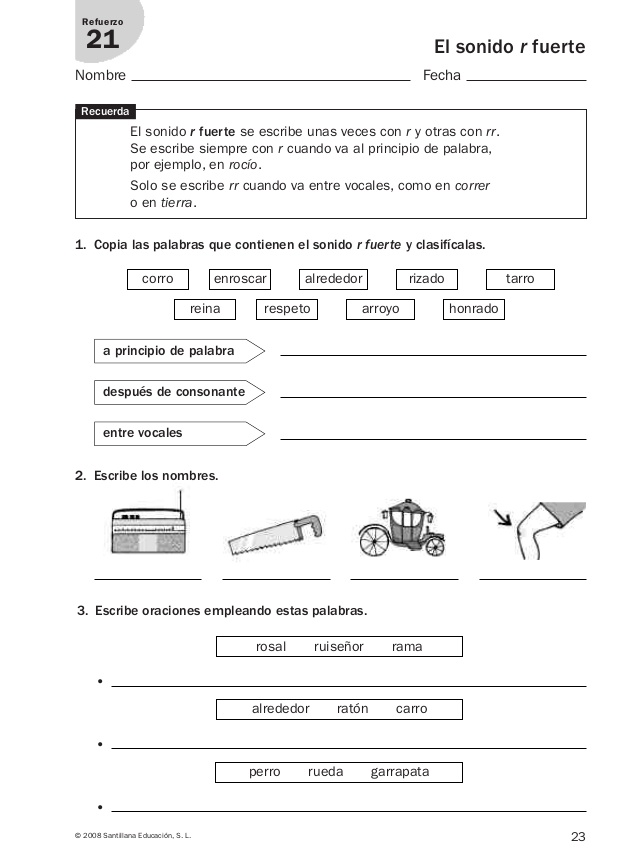 Refuerzo
21
El sonido r fuerte
Nombre
Fecha
Recuerda
El sonido r fuerte se escribe unas veces con r y otras con rr.
Se escribe siempre con r cuando va al principio de palabra,
por ejemplo, en rocío.
Solo se escribe rr cuando va entre vocales, como en correr
o en tierra.
1. Copia las palabras que contienen el sonido r fuerte y clasifícalas.
corro enroscar alrededor rizado tarro
reina respeto arroyo honrado
a principio de palabra
después de consonante
entre vocales
2. Escribe los nombres.
3. Escribe oraciones empleando estas palabras.
rosal ruiseñor rama
•
alrededor ratón carro
•
perro rueda garrapata
•
© 2008 Santillana Educación, S. L.
23